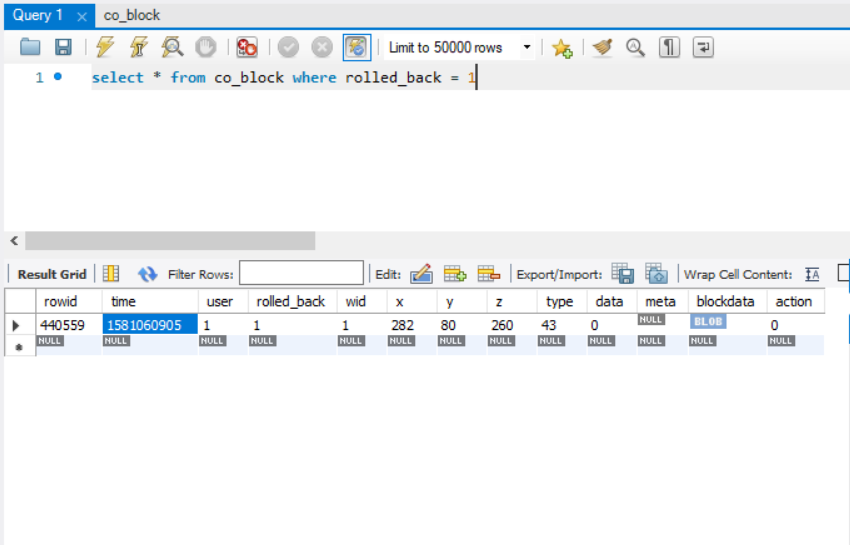 Query 1 × co_block
Limit to 50000 rows
1 select * from co_block where rolled_back = 1
Result Grid Filter Rows: Edit: Export/Import: Wrap Cell Content: IA
rowid time user rolled_back wid x y z type data meta blockdata action
440559 1581060905 1 1 1 282 80 260 43 0 NULL BLOB 0
NULL NULL NULL NULL NULL NULL NULL NULL NULL NULL NULL NULL NULL